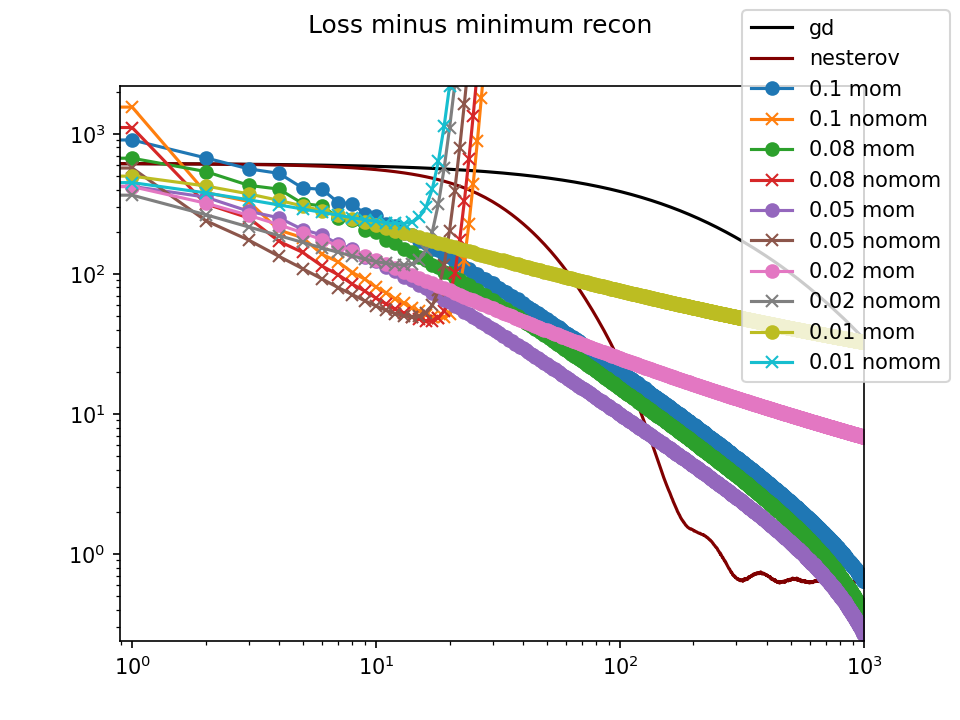 Loss minus minimum recon
gd
nesterov
0.1 mom
0.1 nomom
0.08 mom
0.08 nomom
0.05 mom
0.05 nomom
0.02 mom
0.02 nomom
0.01 mom
0.01 nomom
10³
10²
10¹
10⁰
10⁰ 10¹ 10² 10³